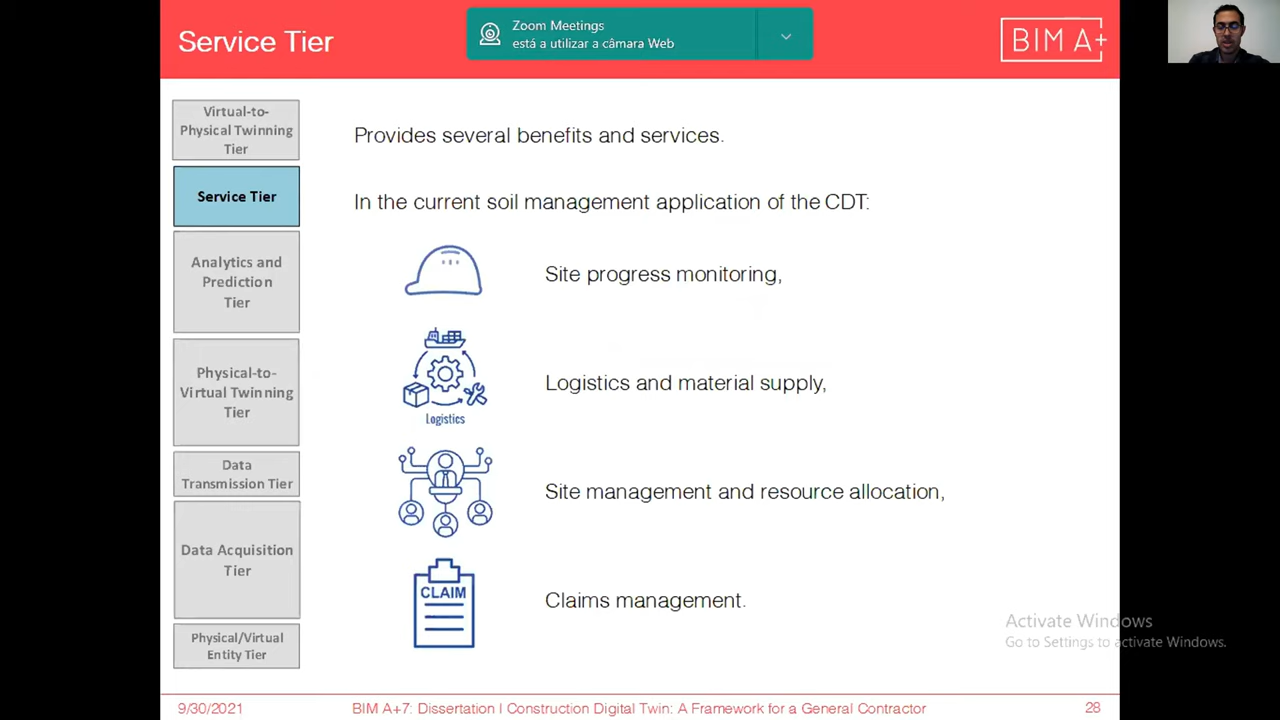 Service Tier
Zoom Meetings
está a utilizar a câmara Web
BIM A+
Virtual-to-
Physical Twinning
Tier
Service Tier
Analytics and
Prediction
Tier
Physical-to-
Virtual Twinning
Tier
Data
Transmission Tier
Data Acquisition
Tier
Physical/Virtual
Entity Tier
Provides several benefits and services.
In the current soil management application of the CDT:
Site progress monitoring,
Logistics
Logistics and material supply,
Site management and resource allocation,
CLAIM
Claims management.
Activate Windows
Go to Settings to activate Windows.
9/30/2021
BIM A+7: Dissertation | Construction Digital Twin: A Framework for a General Contractor
28